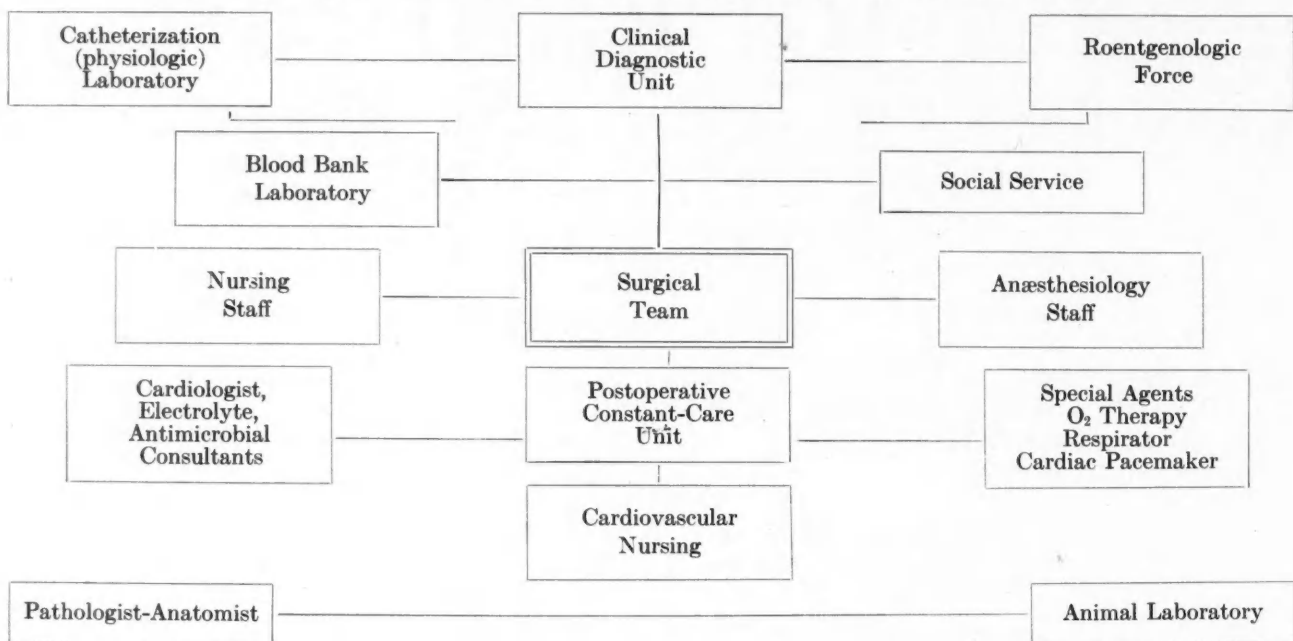 Catheterization
(physiologic)
Laboratory
Clinical
Diagnostic
Unit
Roentgenologic
Force
Blood Bank
Laboratory
Social Service
Nursing
Staff
Surgical
Team
Anæsthesiology
Staff
Cardiologist,
Electrolyte,
Antimicrobial
Consultants
Postoperative
Constant-Care
Unit
Special Agents
O₂ Therapy
Respirator
Cardiac Pacemaker
Cardiovascular
Nursing
Pathologist-Anatomist
Animal Laboratory